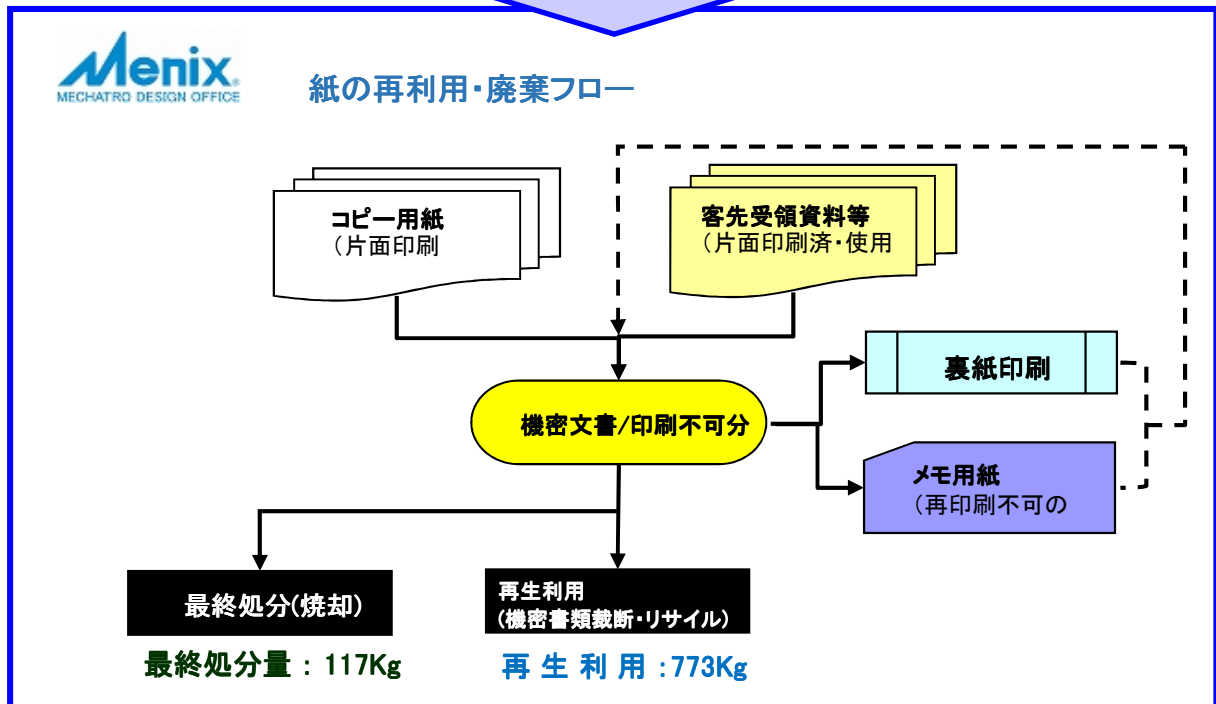 Menix®
MECHATRO DESIGN OFFICE
紙の再利用・廃棄フロー
コピー用紙
（片面印刷
客先受領資料等
（片面印刷済・使用
裏紙印刷
機密文書/印刷不可分
メモ用紙
（再印刷不可の
最終処分(焼却)
再生利用
(機密書類裁断・リサイル)
最終処分量 : 117Kg
再 生 利 用 :773Kg